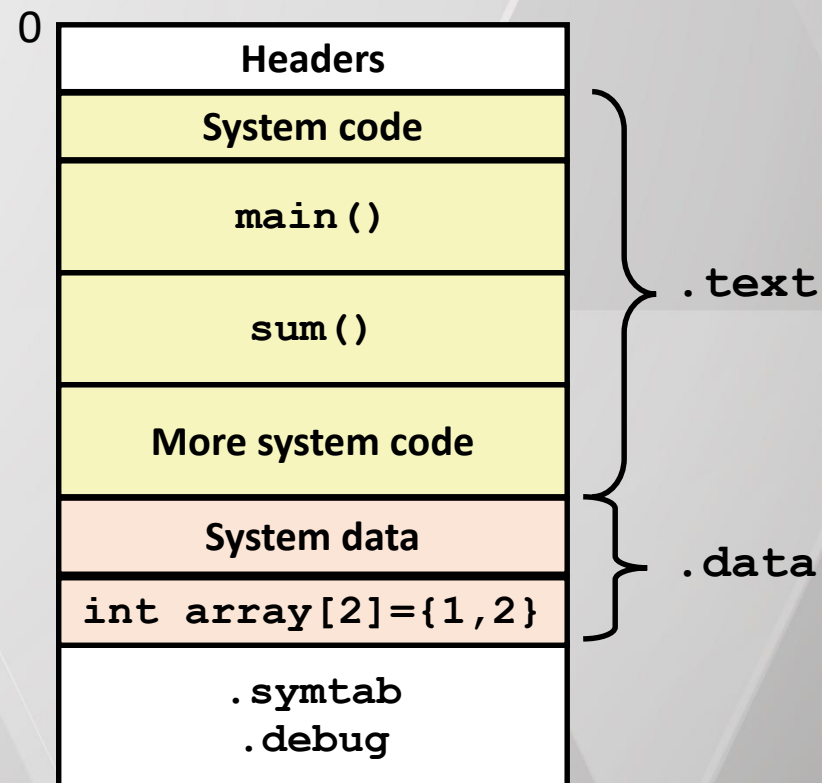 0
Headers
System code
main()
sum()
More system code
.text
System data
int array[2]={1,2}
.data
.symtab
.debug